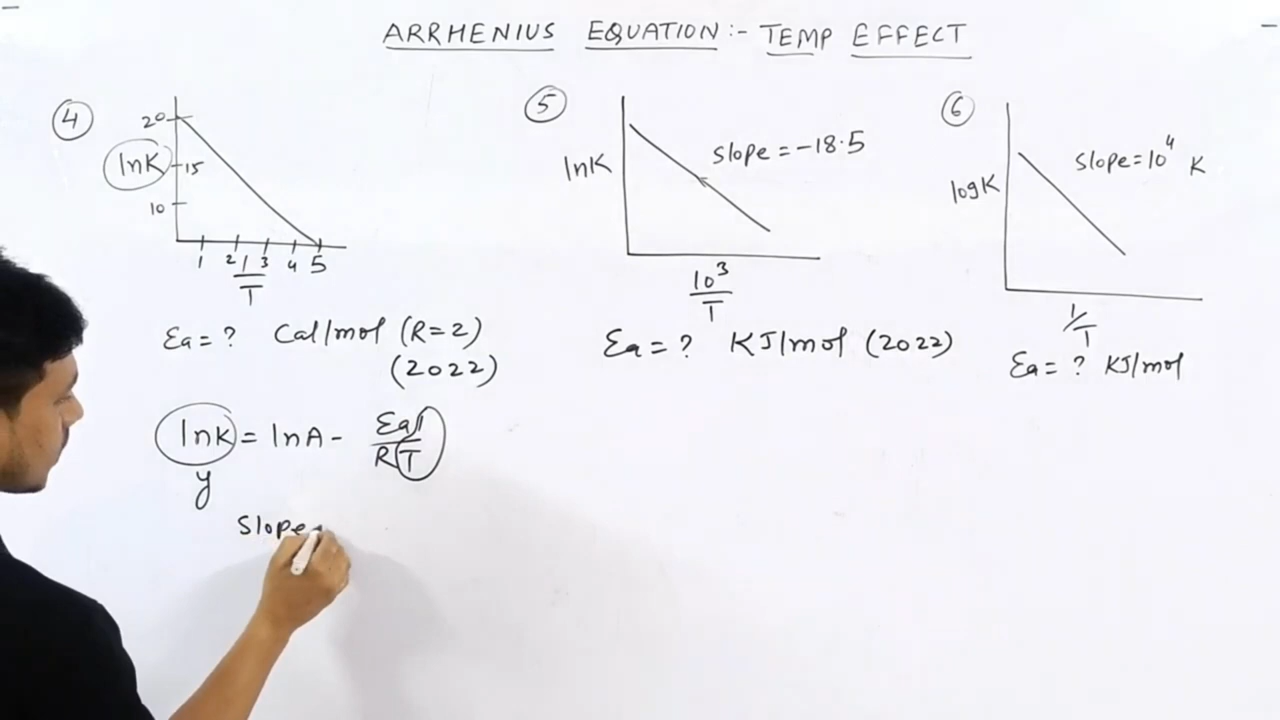 ARRHENIUS EQUATION :- TEMP EFFECT
4
20
lnK
15
10
1 2 3 4 5
1/T
Ea = ? Cal/mol (R=2)
(2022)
5
lnK
slope = -18.5
10³/T
Ea = ? KJ/mol (2022)
6
logK
slope = 10⁴ K
1/T
Ea = ? KJ/mol
lnK = lnA - Ea/RT
y
Slope